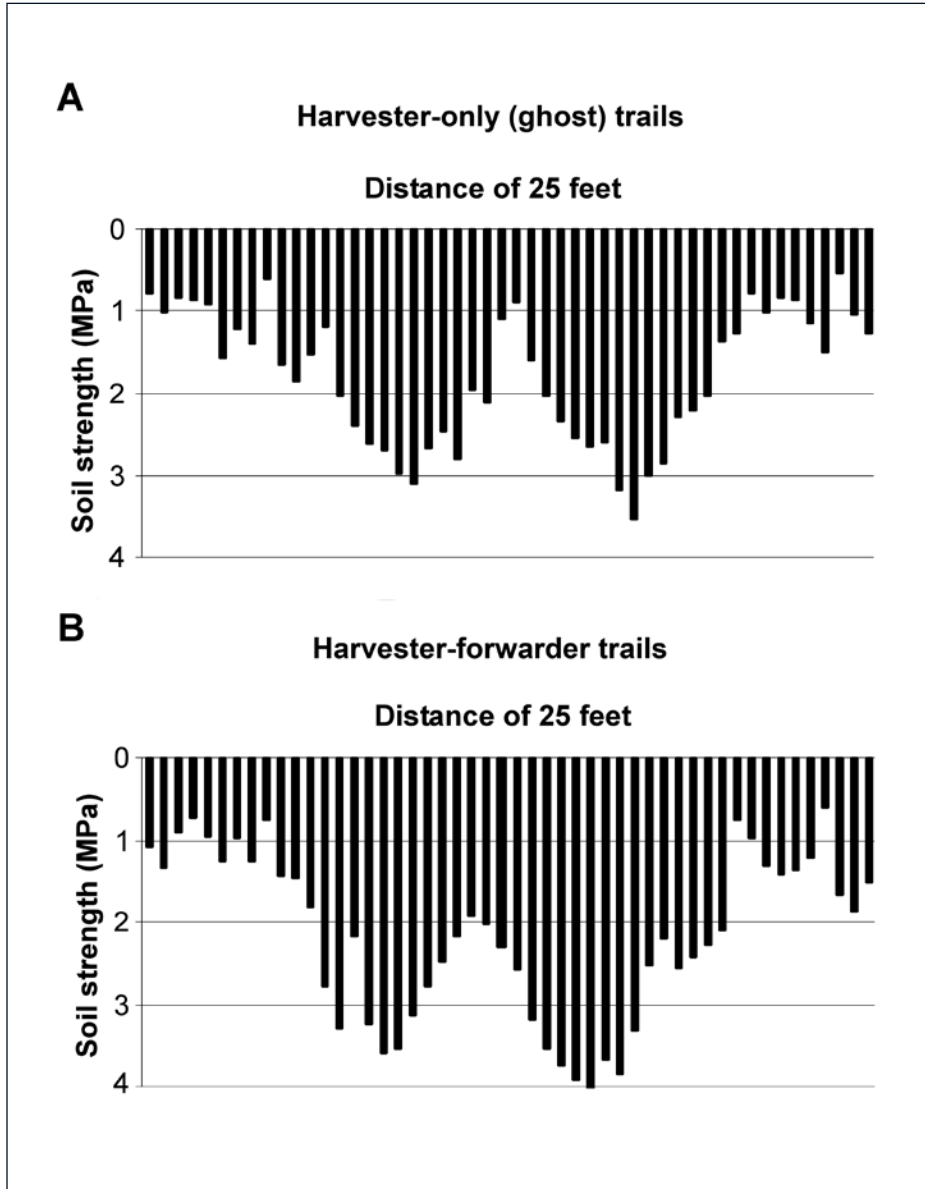 A
Harvester-only (ghost) trails
Distance of 25 feet
Soil strength (MPa)
0
1
2
3
4
B
Harvester-forwarder trails
Distance of 25 feet
Soil strength (MPa)
0
1
2
3
4